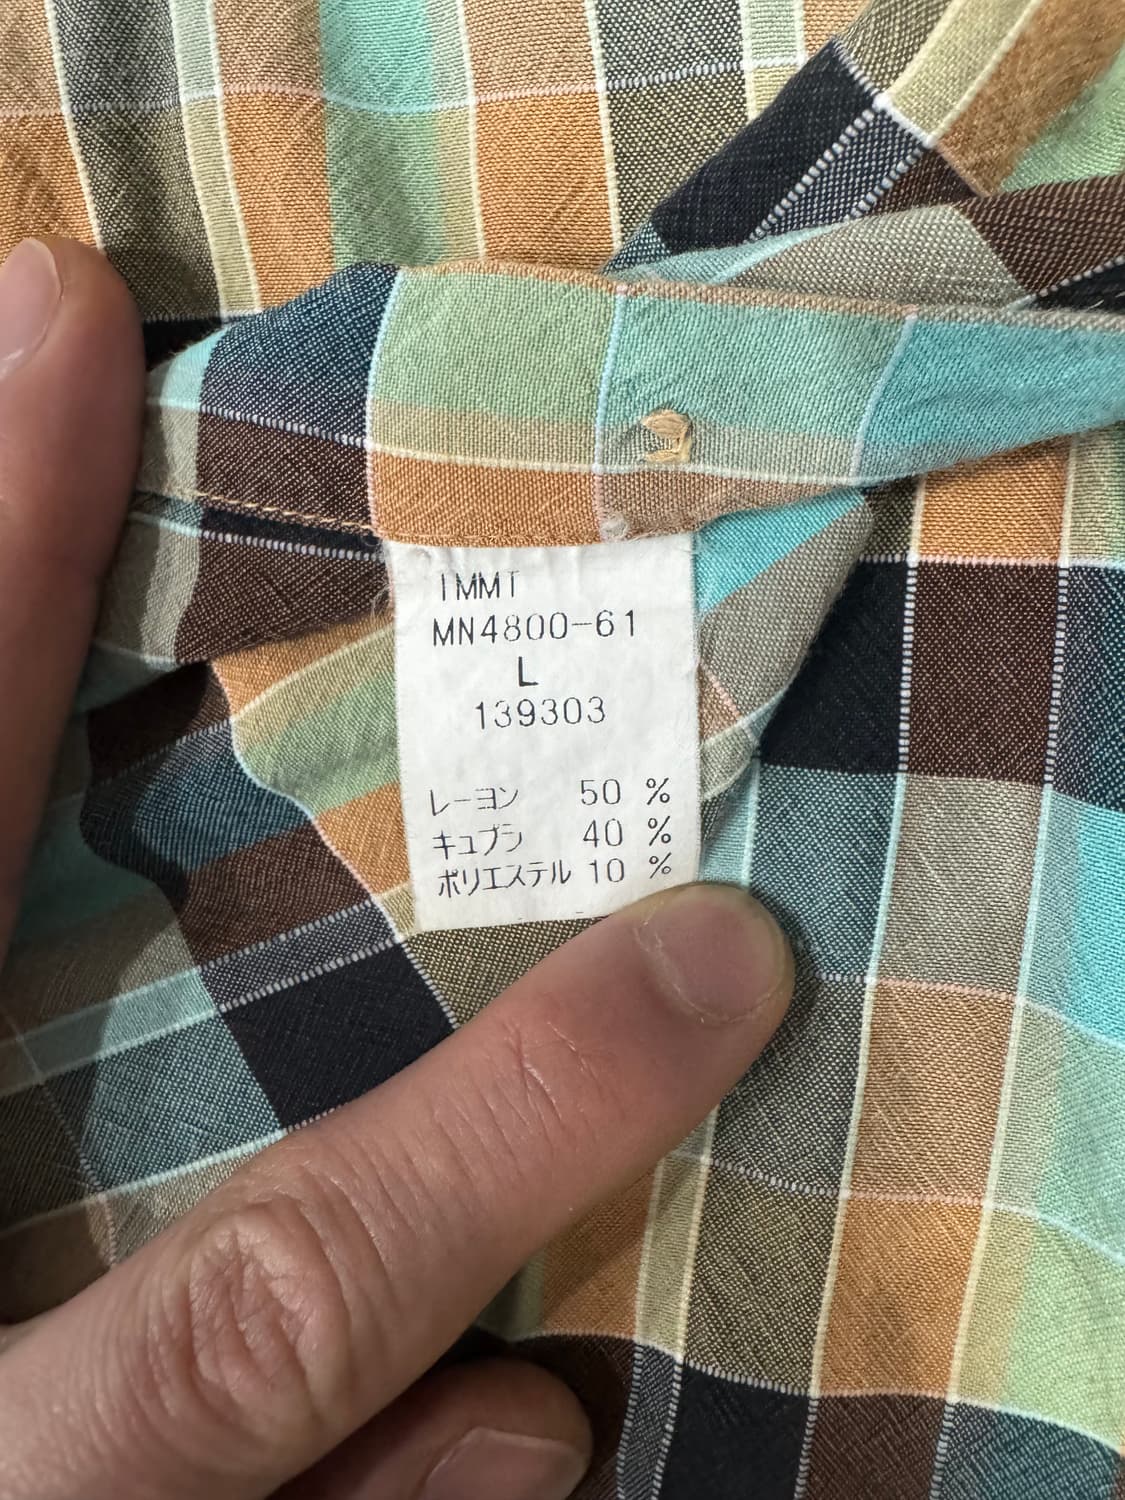 IMMT
MN4800-61
L
139303
レーヨン 50 %
キュプラ 40 %
ポリエステル 10 %